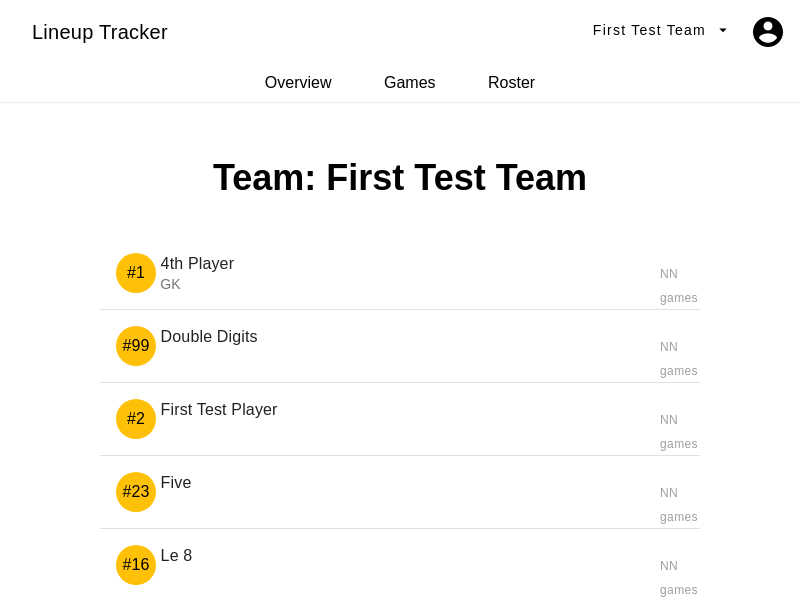 Lineup Tracker
First Test Team
Overview Games Roster
Team: First Test Team
#1 4th Player
GK
NN
games
#99 Double Digits
NN
games
#2 First Test Player
NN
games
#23 Five
NN
games
#16 Le 8
NN
games